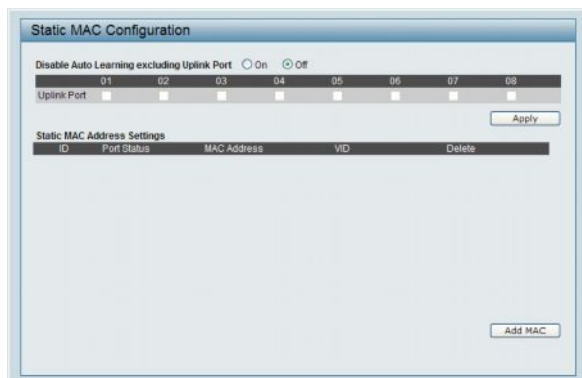 Static MAC Configuration
Disable Auto Learning excluding Uplink Port On Off
01 02 03 04 05 06 07 08
Uplink Port
Apply
Static MAC Address Settings
ID Port Status MAC Address VID Delete
Add MAC